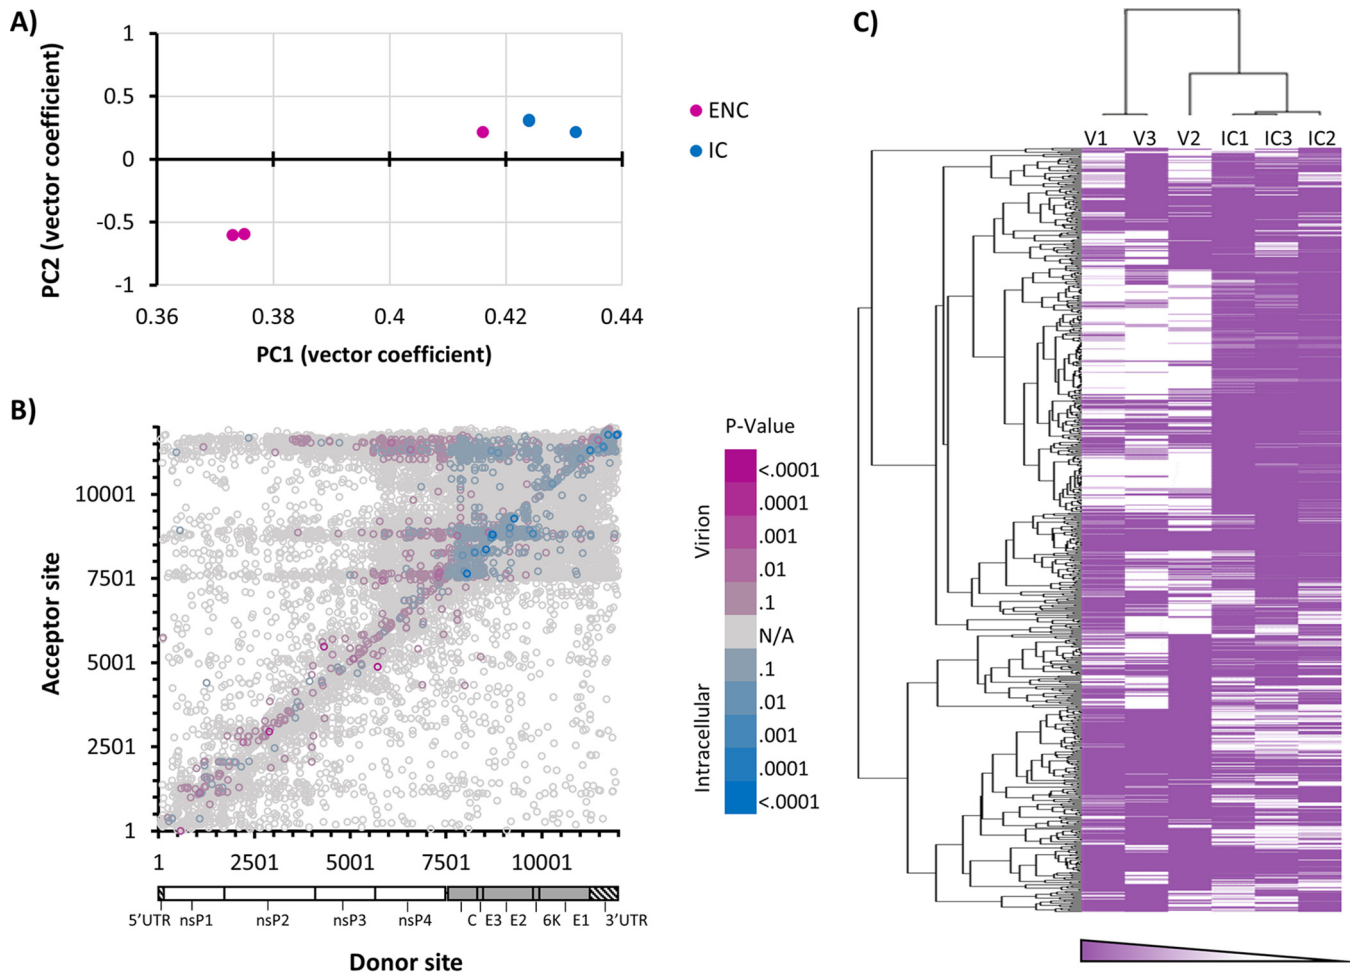 A)
PC2 (vector coefficient)
1
0.5
0
-0.5
-1
0.36 0.38 0.4 0.42 0.44
PC1 (vector coefficient)
ENC
IC
B)
Acceptor site
10001
7501
5001
2501
1
1 2501 5001 7501 10001
5'UTR nsP1 nsP2 nsP3 nsP4 C E3 E2 6K E1 3'UTR
Donor site
P-Value
Virion
Intracellular
<.0001
.0001
.001
.01
.1
N/A
.1
.01
.001
.0001
<.0001
C)
V1 V3 V2 IC1 IC3 IC2